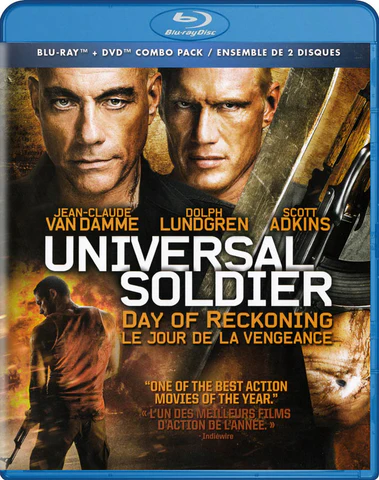 Blu-rayDisc
BLU-RAY™ + DVD™ COMBO PACK / ENSEMBLE DE 2 DISQUES
JEAN-CLAUDE
VAN DAMME
DOLPH
LUNDGREN
SCOTT
ADKINS
UNIVERSAL
SOLDIER
DAY OF RECKONING
LE JOUR DE LA VENGEANCE
“ONE OF THE BEST ACTION
MOVIES OF THE YEAR.”
« L'UN DES MEILLEURS FILMS
D'ACTION DE L'ANNÉE. »
- Indiewire